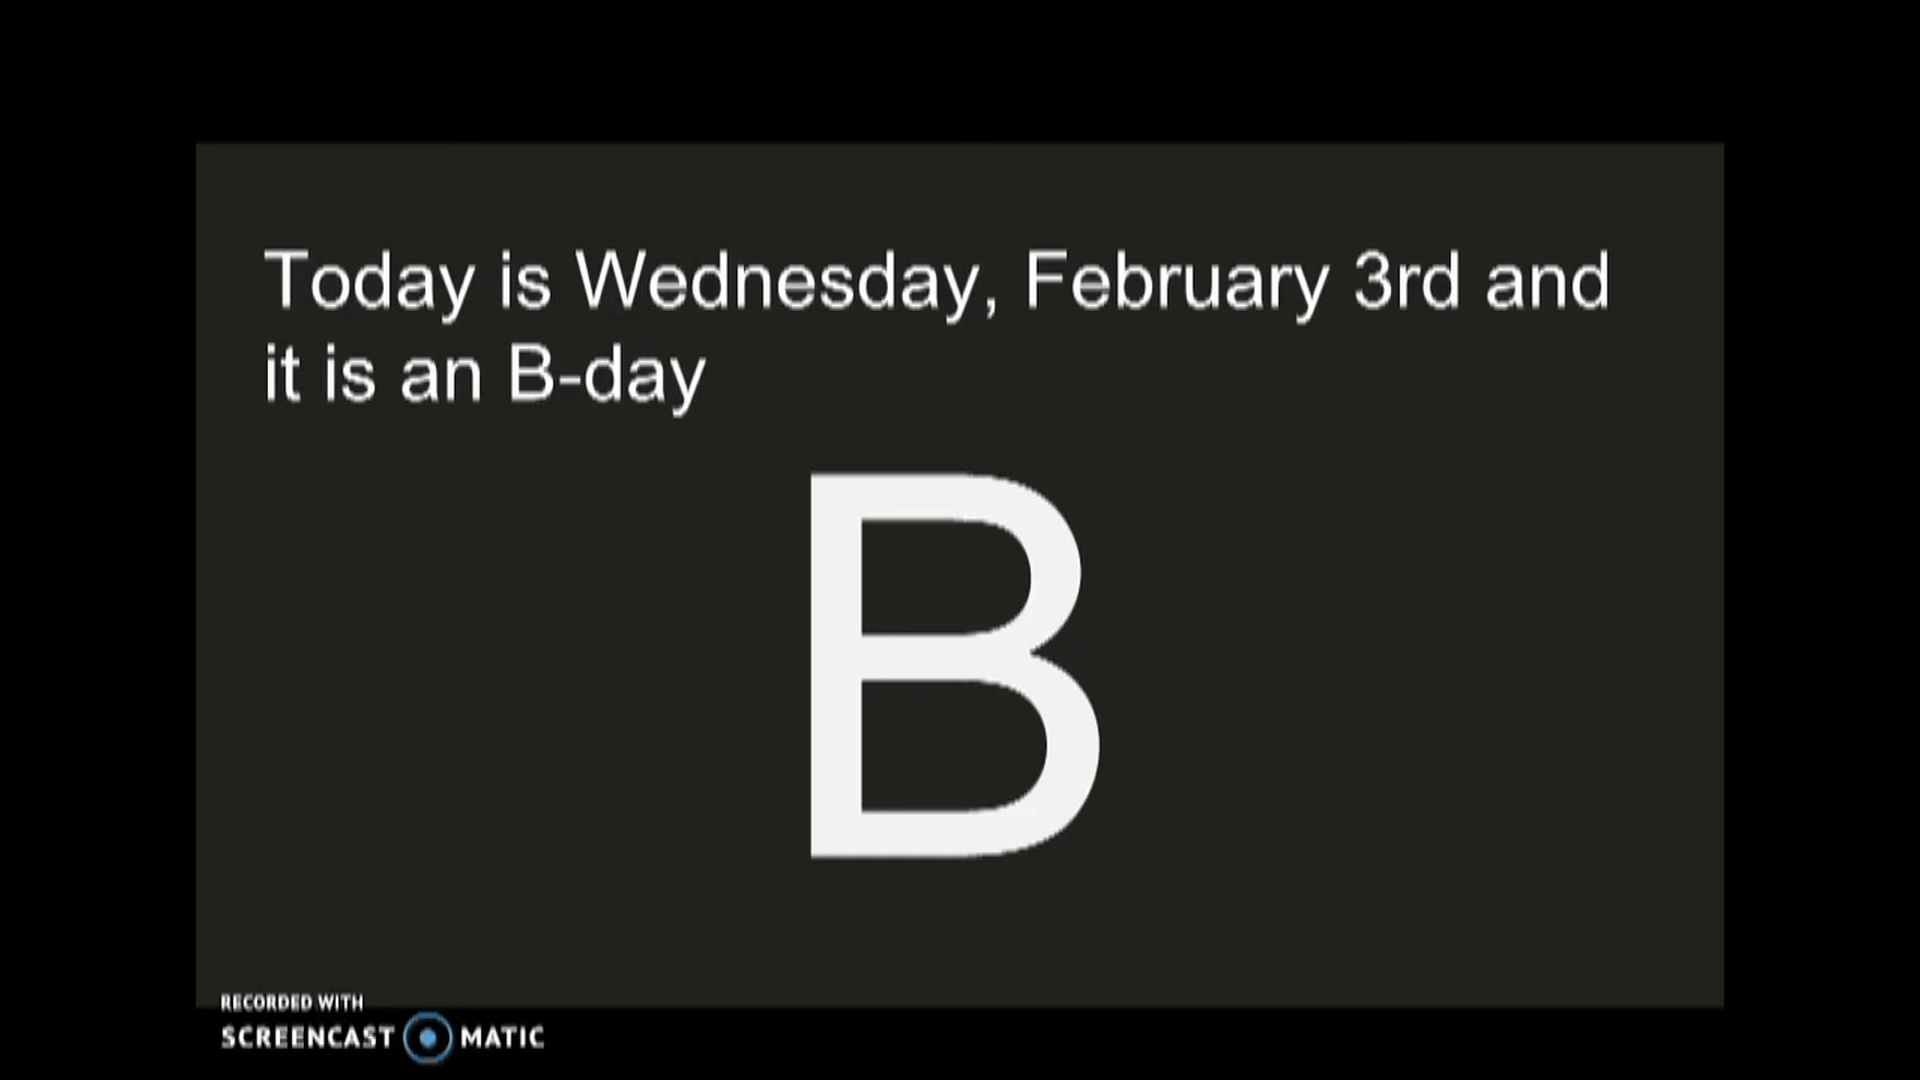 Today is Wednesday, February 3rd and
it is an B-day
B
RECORDED WITH
SCREENCAST MATIC